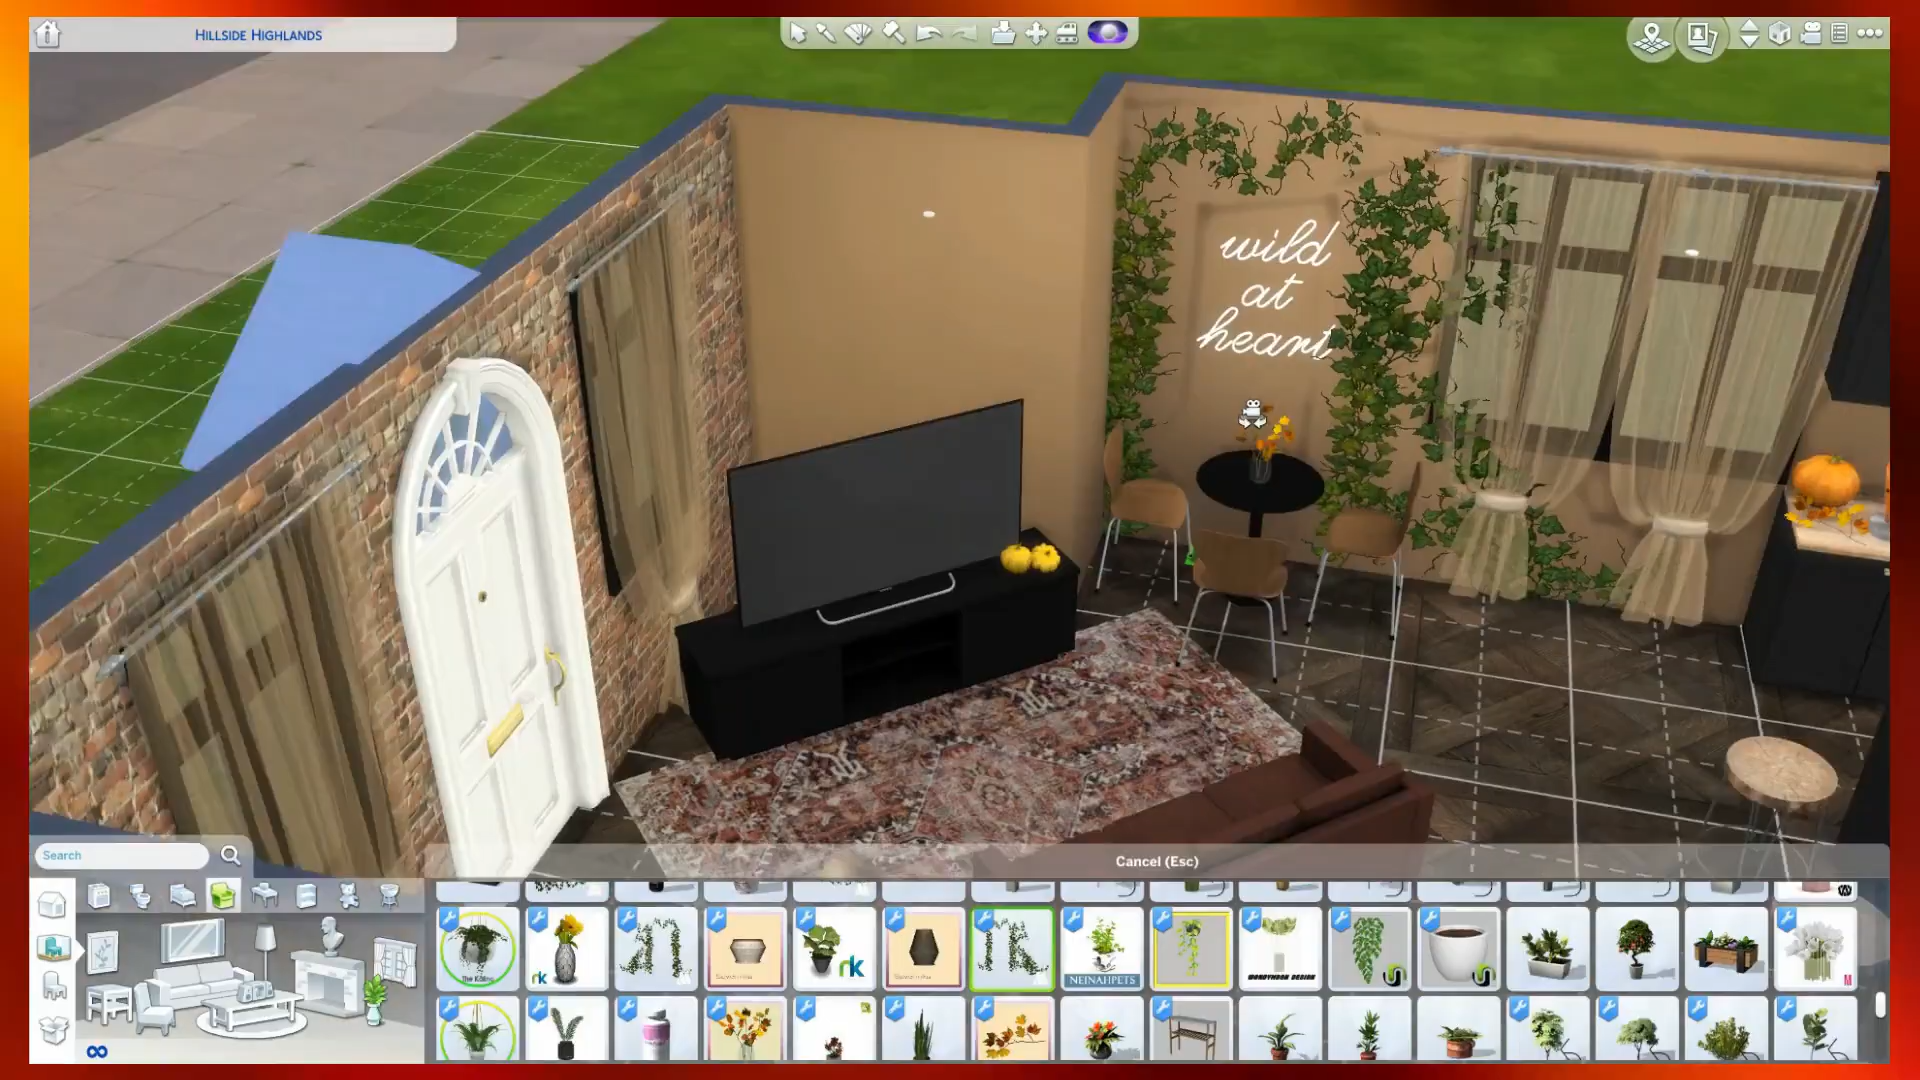 HILLSIDE HIGHLANDS
wild
at
heart
Search
Cancel (Esc)
rk
rk
NEINAHPETS